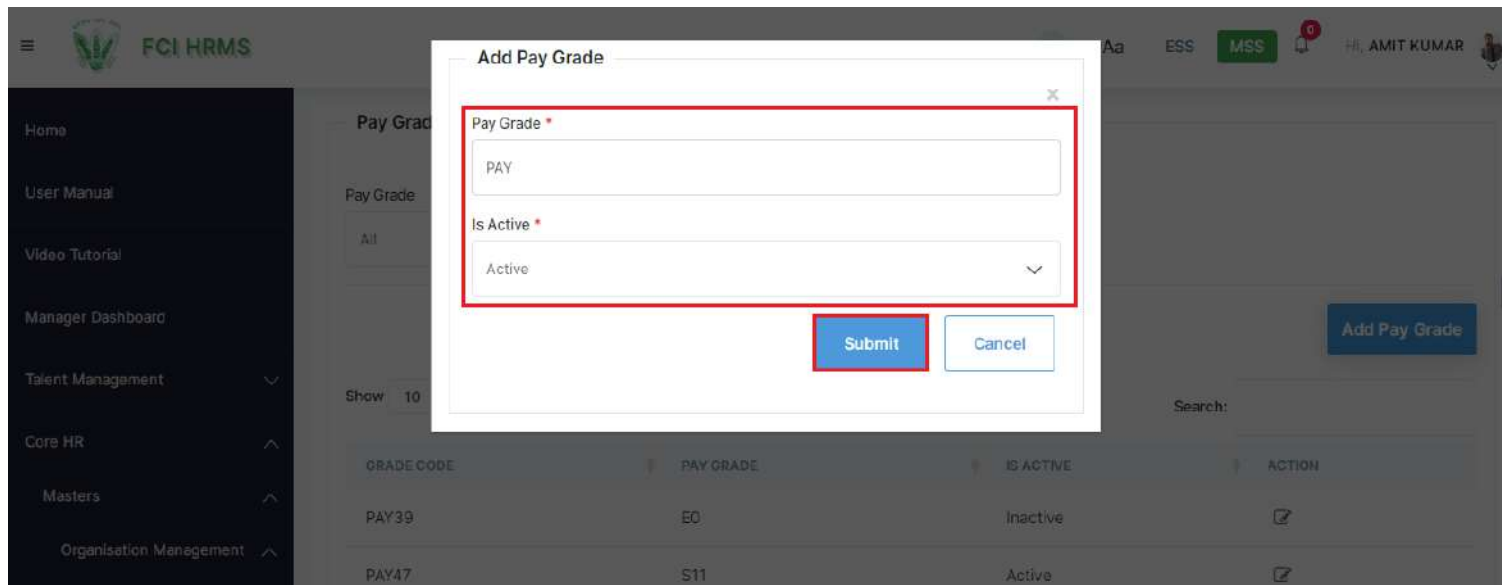 FCI HRMS
Aa ESS MSS 0 Hi, AMIT KUMAR
Add Pay Grade
×
Home
Pay Grad
Pay Grade *
PAY
User Manual
Pay Grade
Is Active *
All
Active
Video Tutorial
Manager Dashboard
Submit Cancel
Add Pay Grade
Talent Management
Show 10
Search:
Core HR
GRADE CODE PAY GRADE IS ACTIVE ACTION
Masters
PAY39 E0 Inactive
Organisation Management
PAY47 S11 Active